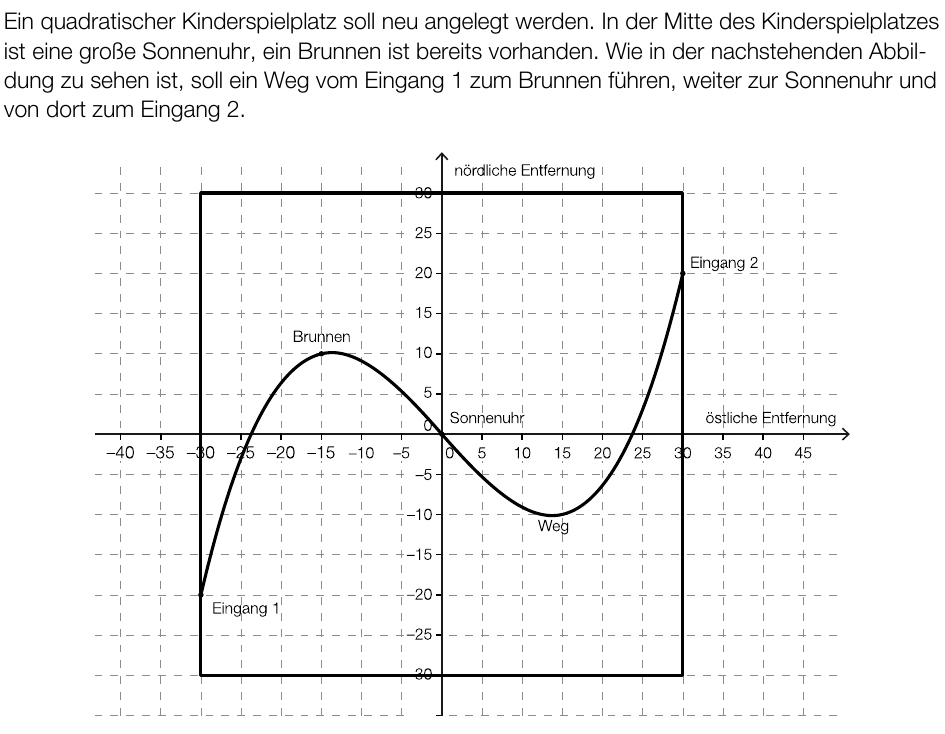 Ein quadratischer Kinderspielplatz soll neu angelegt werden. In der Mitte des Kinderspielplatzes
ist eine große Sonnenuhr, ein Brunnen ist bereits vorhanden. Wie in der nachstehenden Abbil-
dung zu sehen ist, soll ein Weg vom Eingang 1 zum Brunnen führen, weiter zur Sonnenuhr und
von dort zum Eingang 2.
nördliche Entfernung
30
25
Eingang 2
20
15
Brunnen
10
5
Sonnenuhr
östliche Entfernung
0
–40 –35 –30 –25 –20 –15 –10 –5 0 5 10 15 20 25 30 35 40 45
–5
–10
Weg
–15
–20
Eingang 1
–25
–30